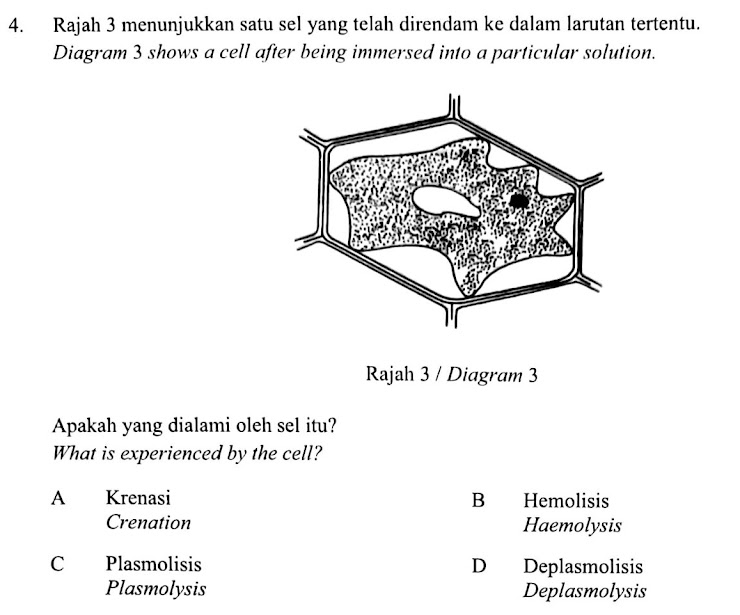 4. Rajah 3 menunjukkan satu sel yang telah direndam ke dalam larutan tertentu.
Diagram 3 shows a cell after being immersed into a particular solution.
Rajah 3 / Diagram 3
Apakah yang dialami oleh sel itu?
What is experienced by the cell?
A Krenasi
Crenation
B Hemolisis
Haemolysis
C Plasmolisis
Plasmolysis
D Deplasmolisis
Deplasmolysis